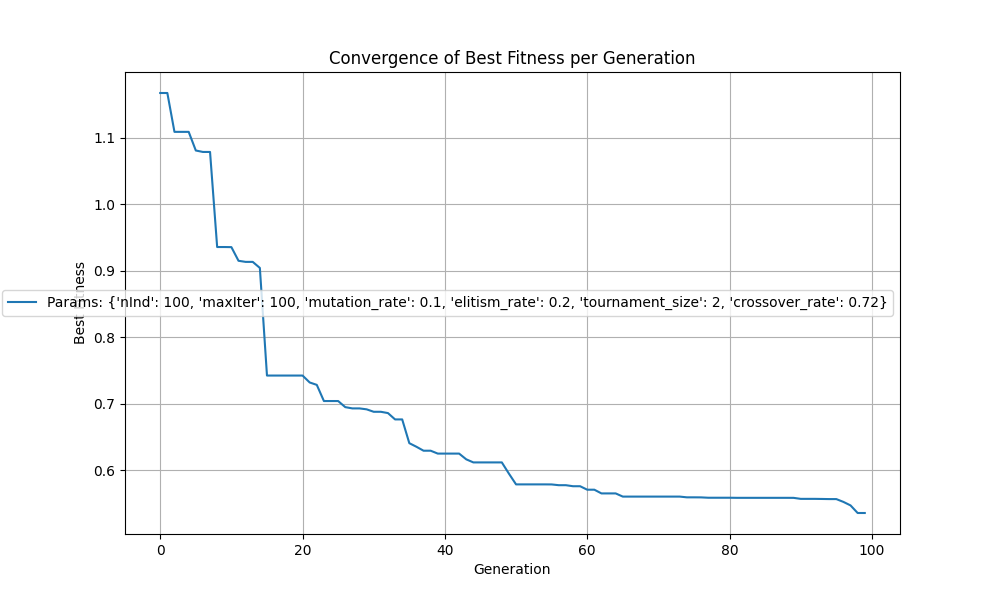 Convergence of Best Fitness per Generation
1.1
1.0
0.9
Params: {'nInd': 100, 'maxIter': 100, 'mutation_rate': 0.1, 'elitism_rate': 0.2, 'tournament_size': 2, 'crossover_rate': 0.72}
Best Fitness
0.8
0.7
0.6
0 20 40 60 80 100
Generation